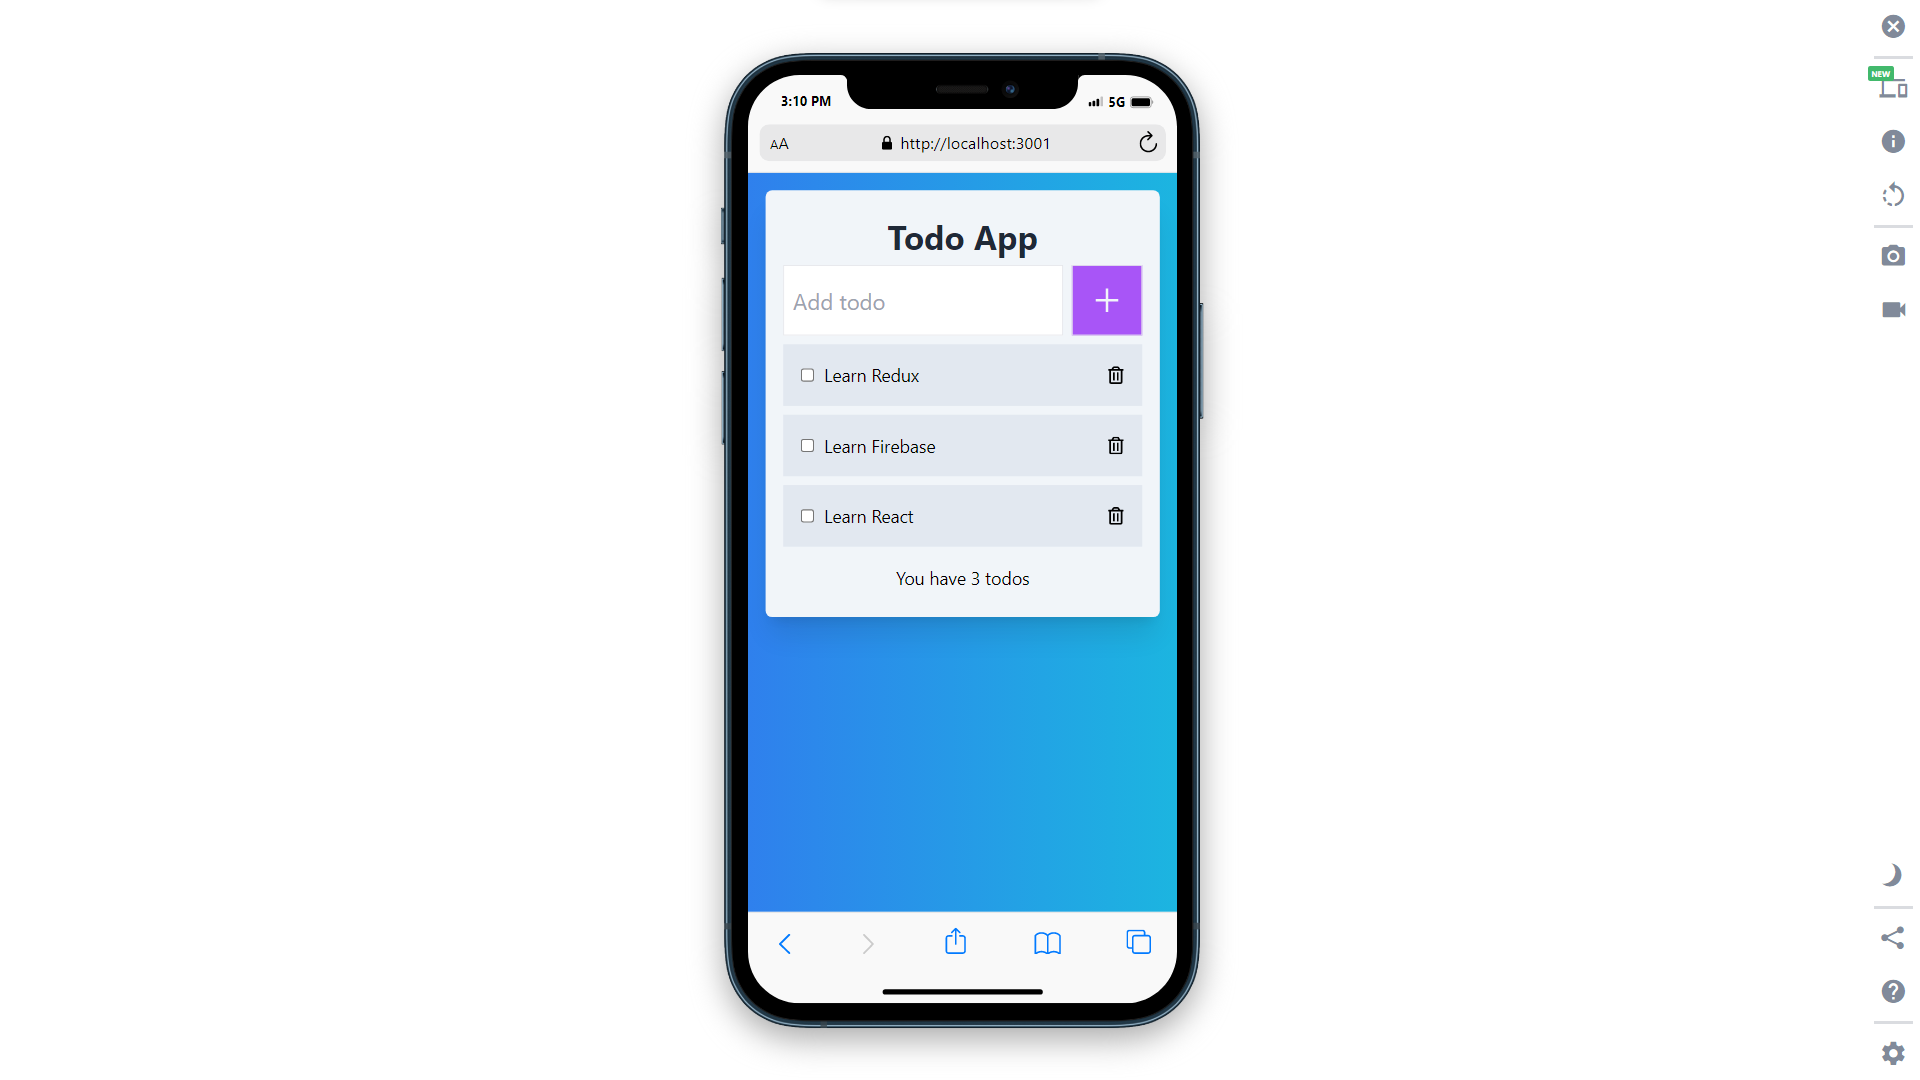 3:10 PM
5G
AA
http://localhost:3001
NEW
Todo App
Add todo
Learn Redux
Learn Firebase
Learn React
You have 3 todos